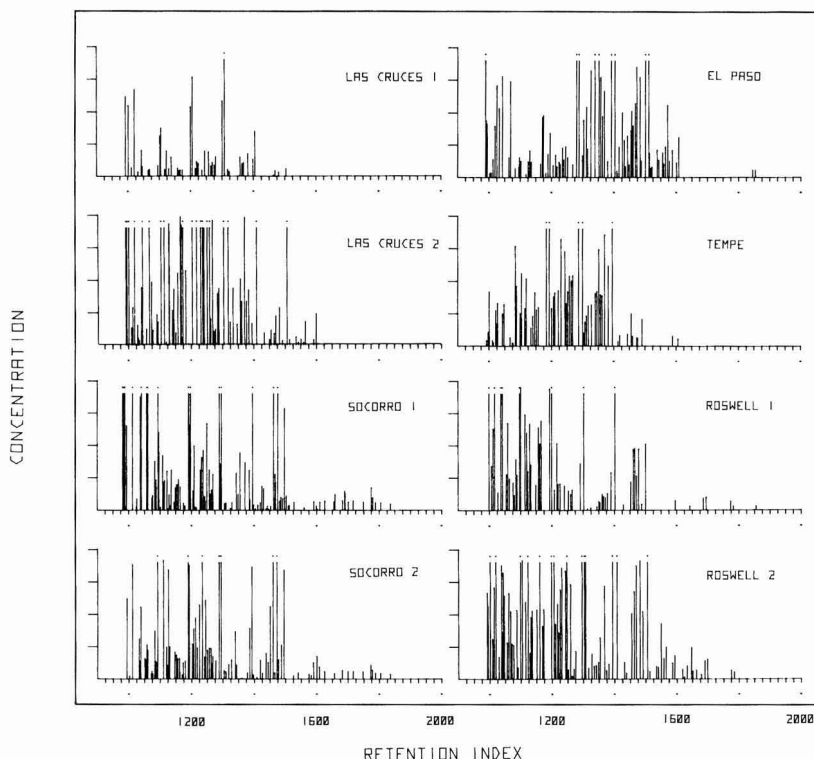 LAS CRUCES 1
EL PASO
LAS CRUCES 2
TEMPE
SOCORRO 1
ROSWELL 1
SOCORRO 2
ROSWELL 2
CONCENTRATION
1200 1600 2000 1200 1600 2000
RETENTION INDEX